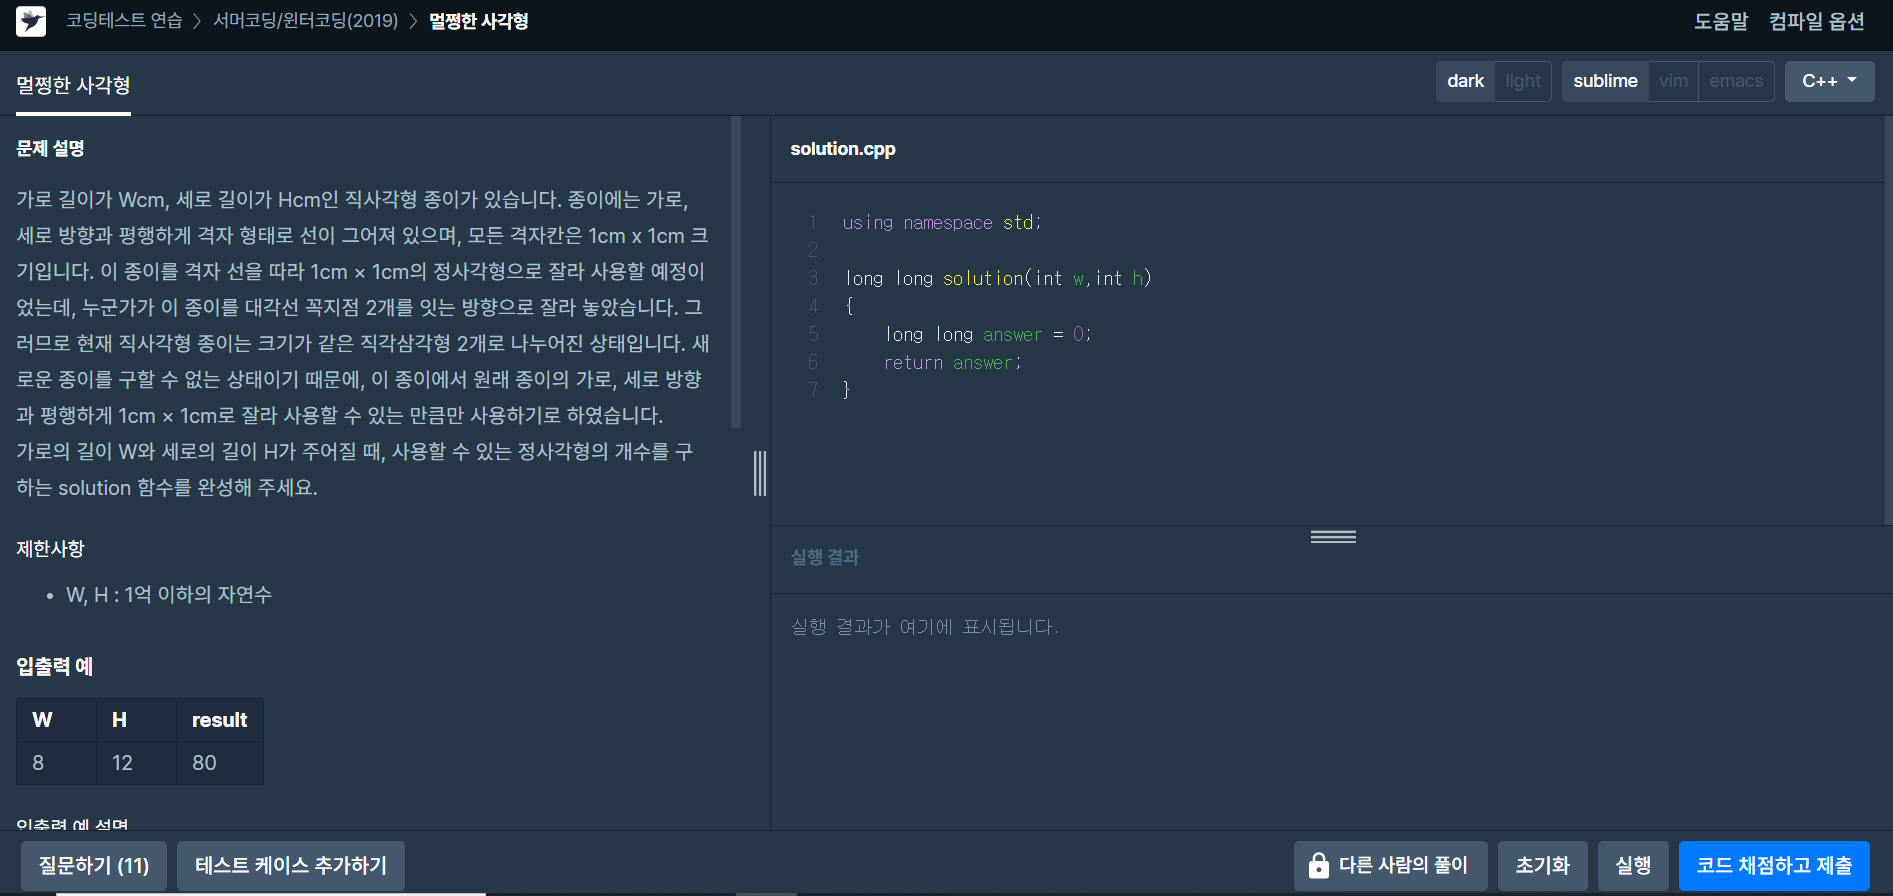 코딩테스트 연습 > 서머코딩/윈터코딩(2019) > 멀쩡한 사각형
도움말 컴파일 옵션
멀쩡한 사각형
dark light sublime vim emacs C++
문제 설명
가로 길이가 Wcm, 세로 길이가 Hcm인 직사각형 종이가 있습니다. 종이에는 가로,
세로 방향과 평행하게 격자 형태로 선이 그어져 있으며, 모든 격자칸은 1cm x 1cm 크
기입니다. 이 종이를 격자 선을 따라 1cm × 1cm의 정사각형으로 잘라 사용할 예정이
었는데, 누군가가 이 종이를 대각선 꼭지점 2개를 잇는 방향으로 잘라 놓았습니다. 그
러므로 현재 직사각형 종이는 크기가 같은 직각삼각형 2개로 나누어진 상태입니다. 새
로운 종이를 구할 수 없는 상태이기 때문에, 이 종이에서 원래 종이의 가로, 세로 방향
과 평행하게 1cm × 1cm로 잘라 사용할 수 있는 만큼만 사용하기로 하였습니다.
가로의 길이 W와 세로의 길이 H가 주어질 때, 사용할 수 있는 정사각형의 개수를 구
하는 solution 함수를 완성해 주세요.
제한사항
• W, H : 1억 이하의 자연수
입출력 예
W H result
8 12 80
입출력 예 설명
solution.cpp
1 using namespace std;
2
3 long long solution(int w,int h)
4 {
5 long long answer = 0;
6 return answer;
7 }
실행 결과
실행 결과가 여기에 표시됩니다.
질문하기 (11) 테스트 케이스 추가하기
다른 사람의 풀이 초기화 실행 코드 채점하고 제출